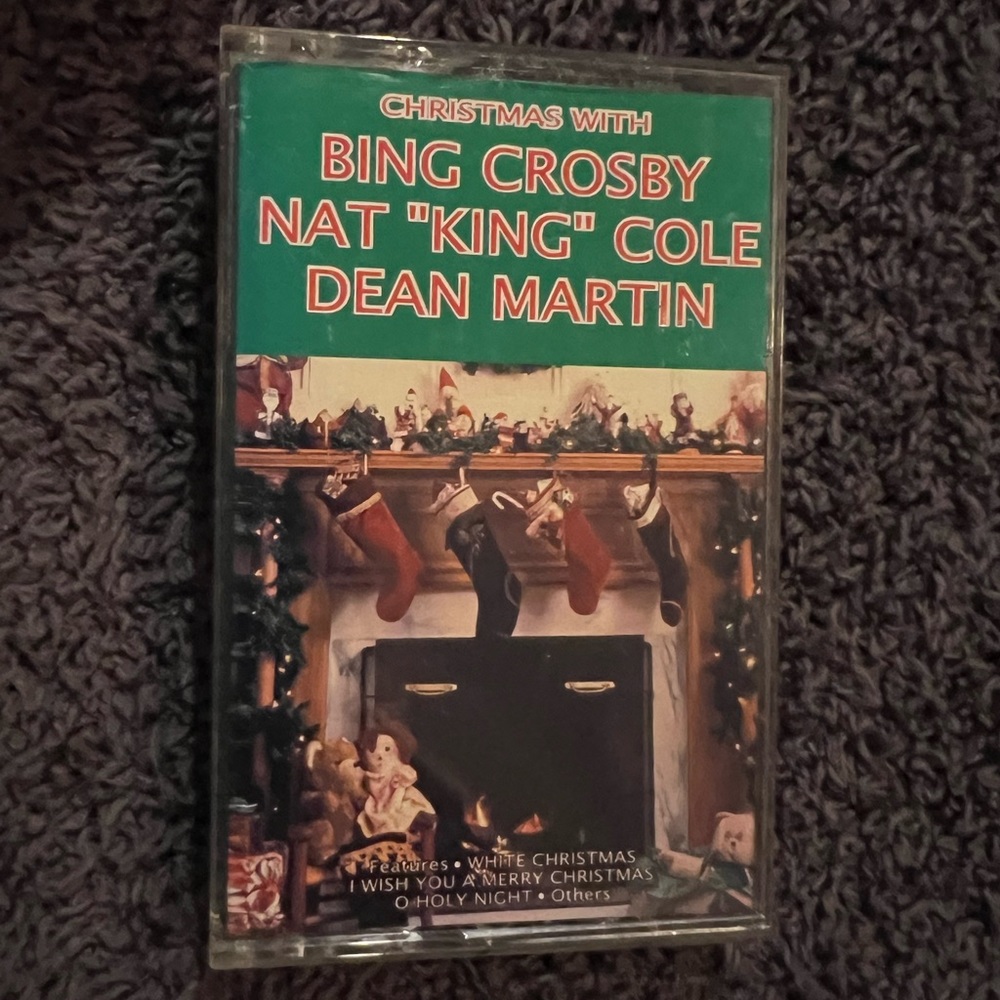 CHRISTMAS WITH
BING CROSBY
NAT "KING" COLE
DEAN MARTIN
Features • WHITE CHRISTMAS
I WISH YOU A MERRY CHRISTMAS
O HOLY NIGHT • Others